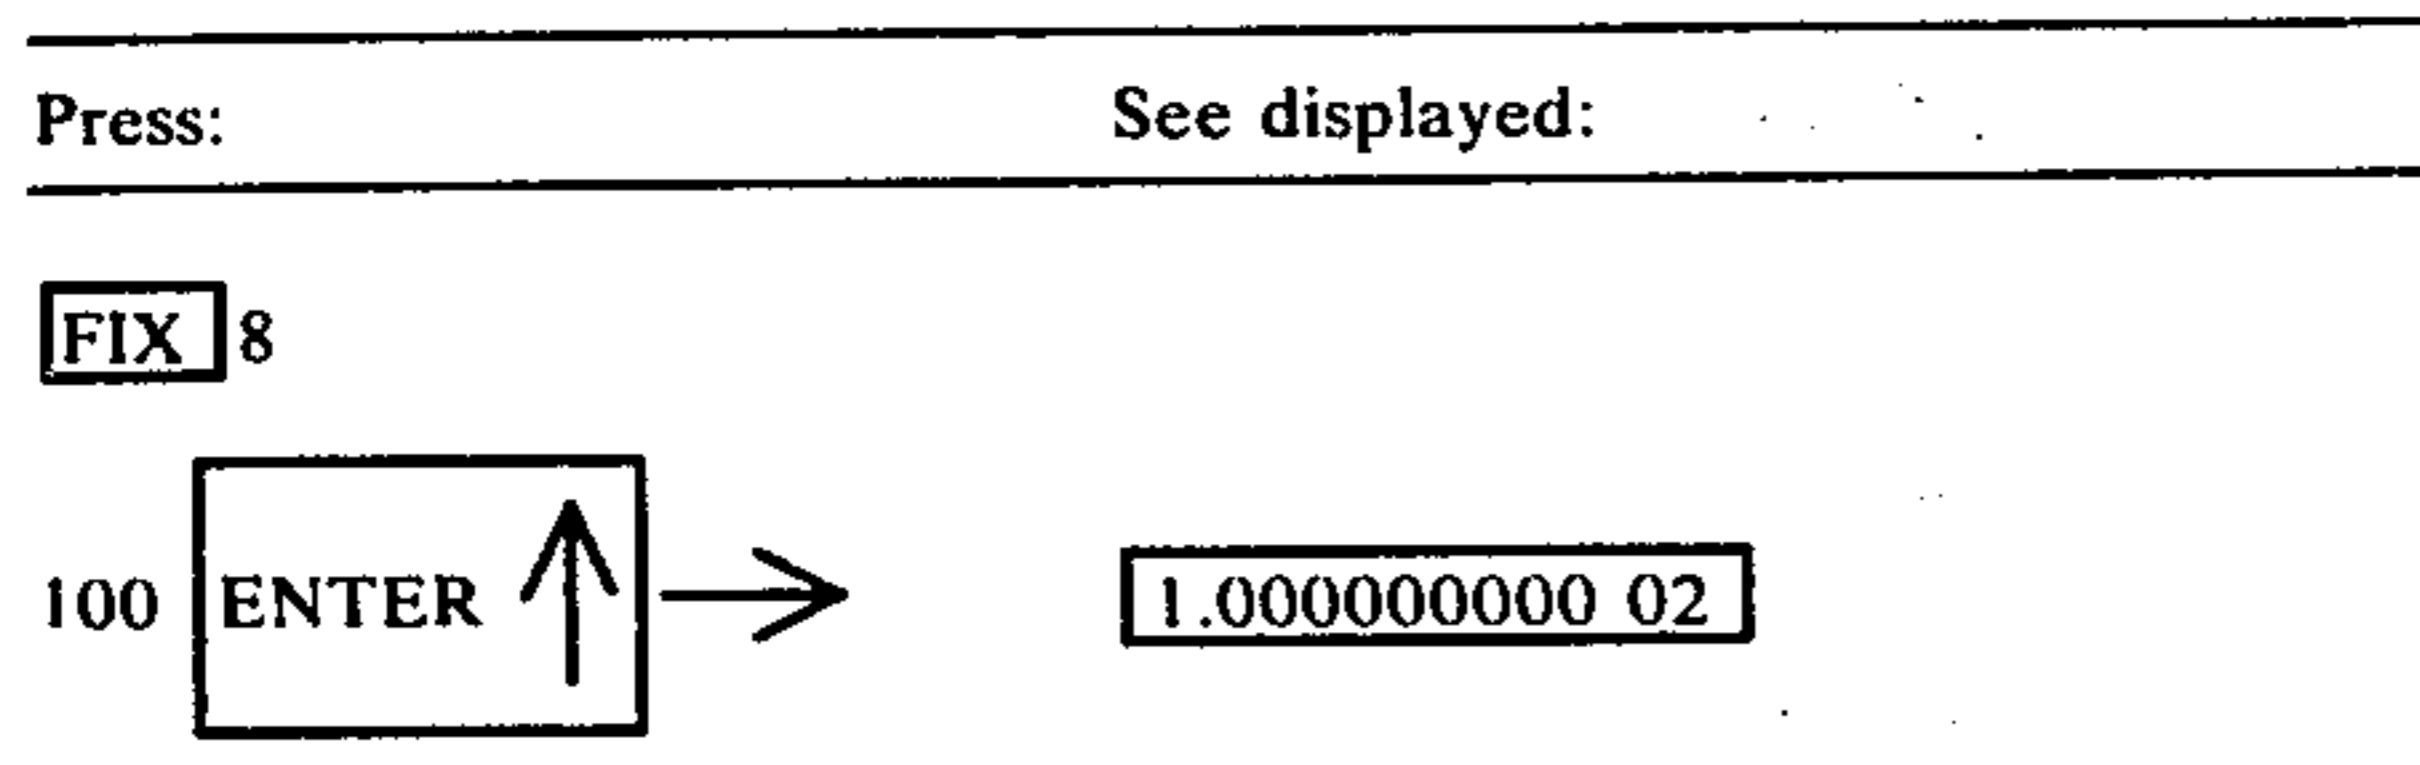 Press: See displayed:
FIX 8
100 ENTER ↑ → 1.000000000 02